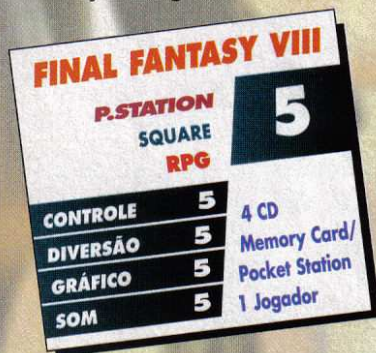 FINAL FANTASY VIII
P.STATION
SQUARE
RPG
5
CONTROLE 5
DIVERSÃO 5
GRÁFICO 5
SOM 5
4 CD
Memory Card/
Pocket Station
1 Jogador